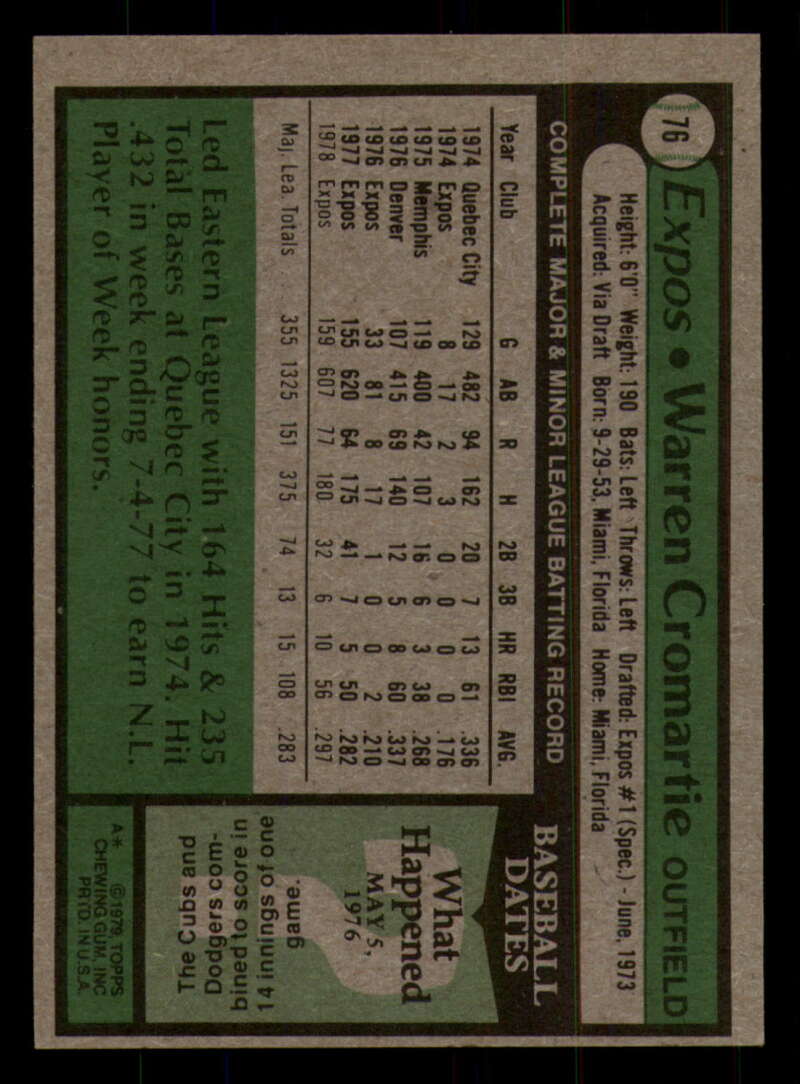 76
Expos • Warren Cromartie OUTFIELD
Height: 6'0" Weight: 190 Bats: Left Throws: Left Drafted: Expos #1 (Spec.) - June, 1973
Acquired: Via Draft Born: 9-29-53, Miami, Florida Home: Miami, Florida
COMPLETE MAJOR & MINOR LEAGUE BATTING RECORD
Year Club G AB R H 2B 3B HR RBI AVG.
1974 Quebec City 129 482 94 162 20 7 13 61 .336
1974 Expos 8 17 2 3 0 0 0 0 .176
1975 Memphis 119 400 42 107 16 6 3 38 .268
1976 Denver 107 415 69 140 12 5 8 60 .337
1976 Expos 33 81 8 17 1 0 0 2 .210
1977 Expos 155 620 64 175 41 7 5 50 .282
1978 Expos 159 607 77 180 32 6 10 56 .297
Maj. Lea. Totals 355 1325 151 375 74 13 15 108 .283
Led Eastern League with 164 Hits & 235
Total Bases at Quebec City in 1974. Hit
.432 in week ending 7-4-77 to earn N.L.
Player of Week honors.
BASEBALL
DATES
What
Happened
MAY 5,
1976
The Cubs and
Dodgers com-
bined to score in
14 innings of one
game.
A* ©1979 TOPPS
CHEWING GUM, INC
PRTD. IN U.S.A.